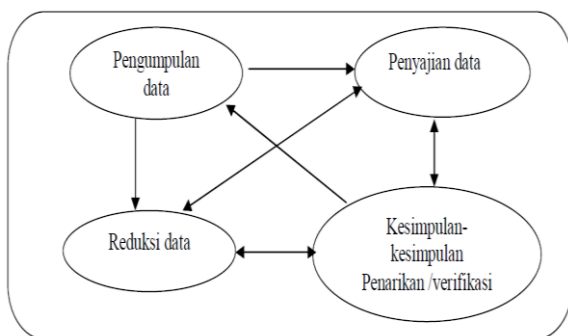 Pengumpulan
data
Penyajian data
Reduksi data
Kesimpulan-
kesimpulan
Penarikan /verifikasi